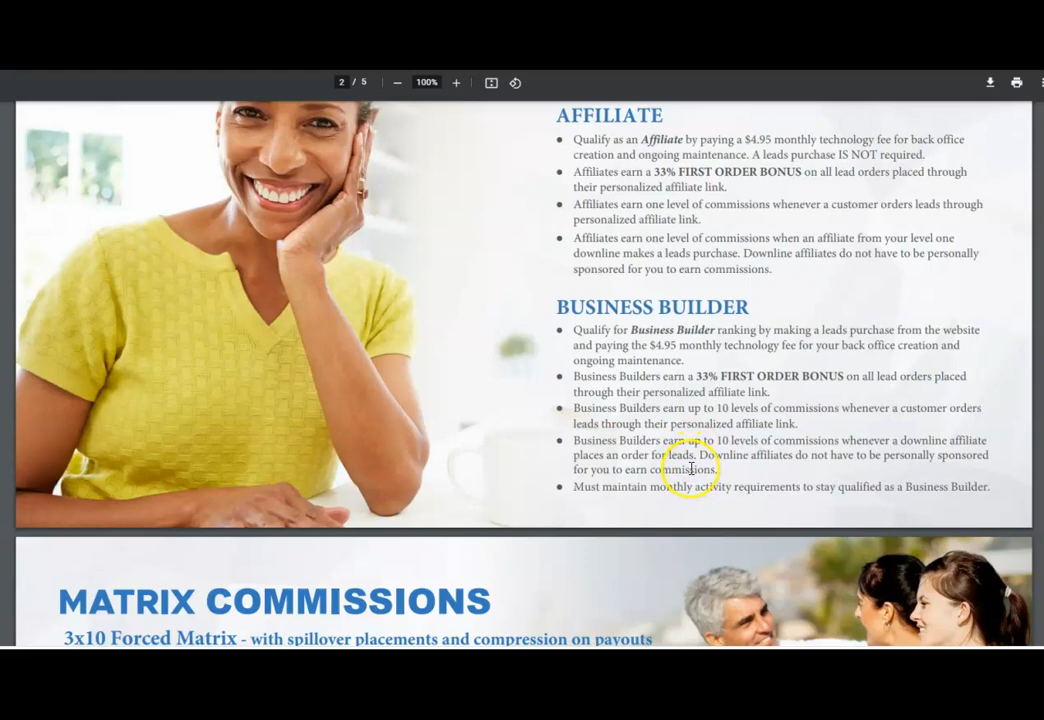 2 / 5 — 100% +
AFFILIATE
● Qualify as an Affiliate by paying a $4.95 monthly technology fee for back office
creation and ongoing maintenance. A leads purchase IS NOT required.
● Affiliates earn a 33% FIRST ORDER BONUS on all lead orders placed through
their personalized affiliate link.
● Affiliates earn one level of commissions whenever a customer orders leads through
personalized affiliate link.
● Affiliates earn one level of commissions when an affiliate from your level one
downline makes a leads purchase. Downline affiliates do not have to be personally
sponsored for you to earn commissions.
BUSINESS BUILDER
● Qualify for Business Builder ranking by making a leads purchase from the website
and paying the $4.95 monthly technology fee for your back office creation and
ongoing maintenance.
● Business Builders earn a 33% FIRST ORDER BONUS on all lead orders placed
through their personalized affiliate link.
● Business Builders earn up to 10 levels of commissions whenever a customer orders
leads through their personalized affiliate link.
● Business Builders earn up to 10 levels of commissions whenever a downline affiliate
places an order for leads. Downline affiliates do not have to be personally sponsored
for you to earn commissions.
● Must maintain monthly activity requirements to stay qualified as a Business Builder.
MATRIX COMMISSIONS
3x10 Forced Matrix - with spillover placements and compression on payouts